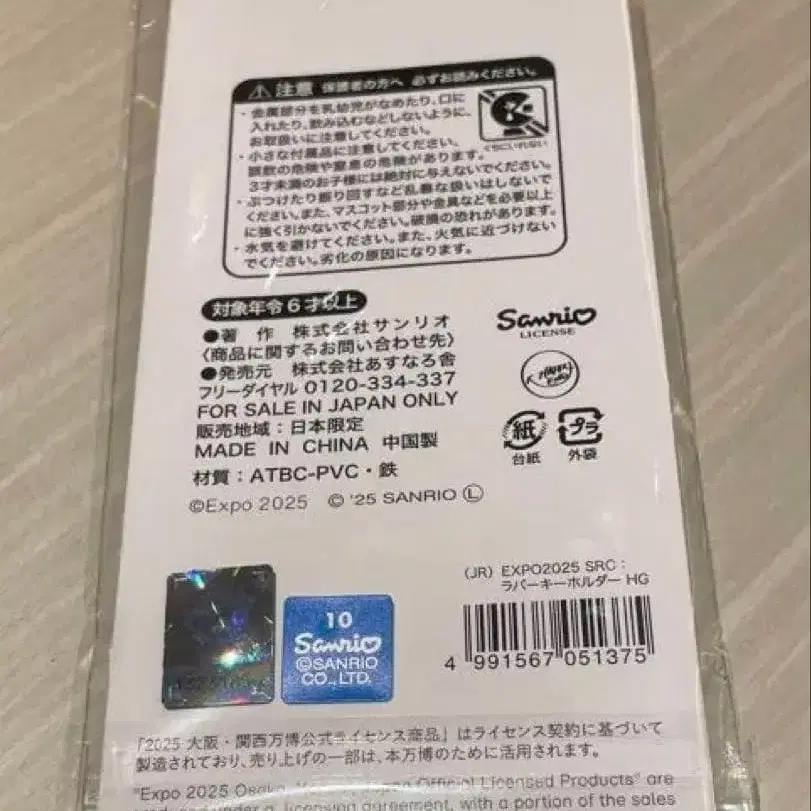 注意 保護者の方へ 必ずお読みください。
・金属部分を乳幼児がなめたり、口に
入れたり、飲み込むなどしないように、
お取扱いに注意してください。
・小さな付属品に注意してください。
誤飲の危険や窒息の危険があります。
3才未満のお子様には絶対に与えないでください。
・ぶつけたり振り回すなど乱暴な扱いはしないで
ください。また、マスコット部分や金具などを必要以上
に強く引かないでください。破損の恐れがあります。
・水気を避けてください。また、火気に近づけない
でください。劣化の原因になります。
くちにいれない
対象年令6才以上
●著 作 株式会社サンリオ
〈商品に関するお問い合わせ先〉
●発売元 株式会社あすなろ舎
フリーダイヤル 0120-334-337
FOR SALE IN JAPAN ONLY
販売地域：日本限定
MADE IN CHINA 中国製
材質：ATBC-PVC・鉄
©Expo 2025 © '25 SANRIO Ⓛ
Sanrio
LICENSE
紙
台紙
プラ
外袋
10
Sanrio
©SANRIO
CO., LTD.
(JR) EXPO2025 SRC：
ラバーキーホルダー HG
4 991567 051375
「2025 大阪・関西万博公式ライセンス商品」はライセンス契約に基づいて
製造されており、売り上げの一部は、本万博のために活用されます。
"Expo 2025 Osaka, Japan Official Licensed Products" are
under a licensing agreement, with a portion of the sales